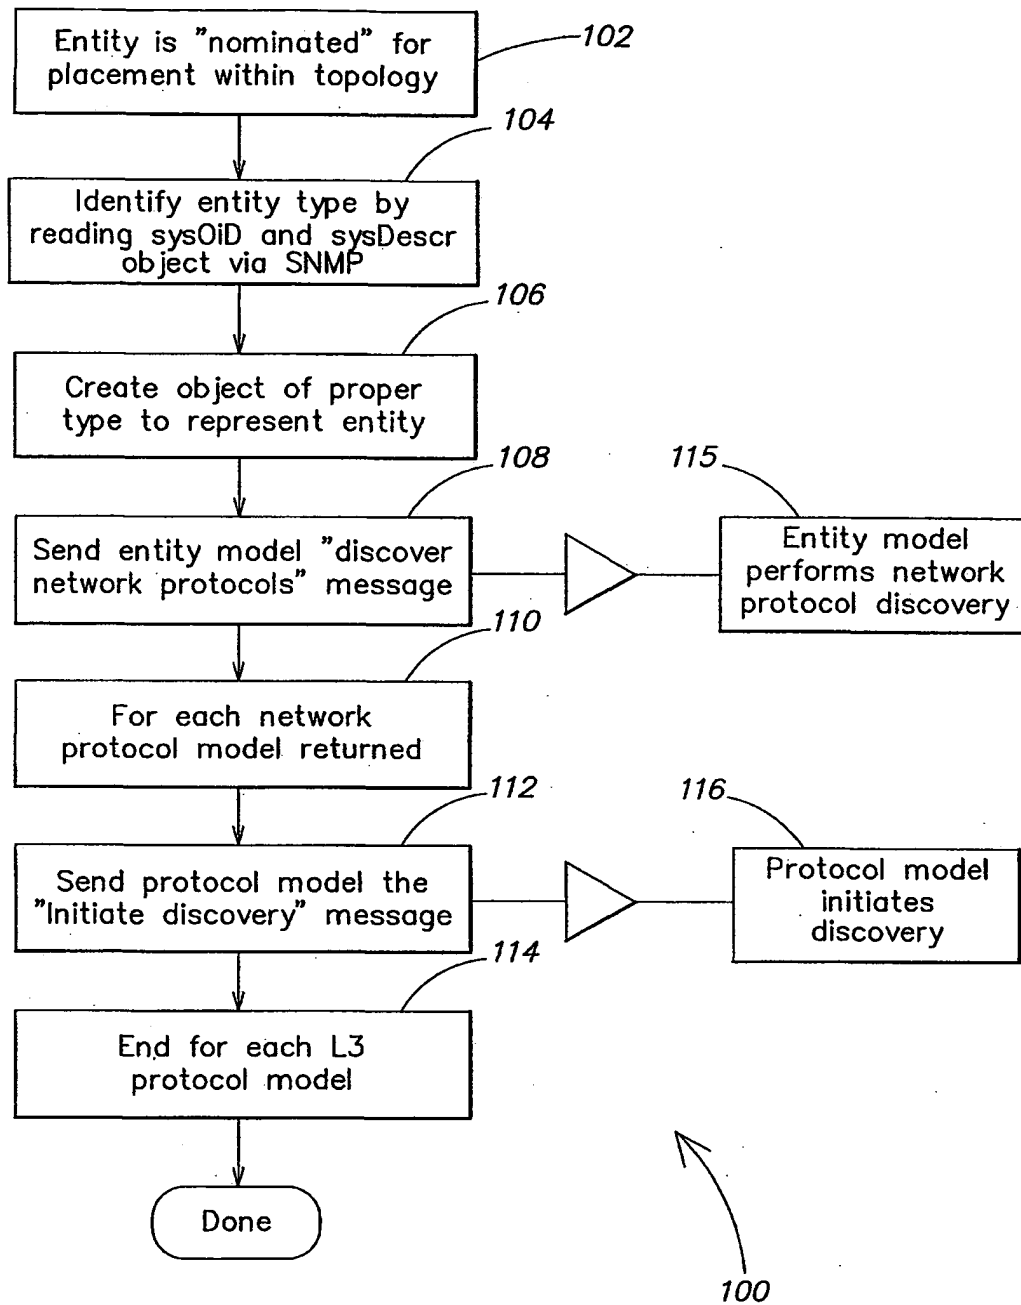 Entity is "nominated" for
placement within topology
102
104
Identify entity type by
reading sysOiD and sysDescr
object via SNMP
106
Create object of proper
type to represent entity
108
Send entity model "discover
network protocols" message
115
Entity model
performs network
protocol discovery
110
For each network
protocol model returned
112
Send protocol model the
"Initiate discovery" message
116
Protocol model
initiates
discovery
114
End for each L3
protocol model
Done
100